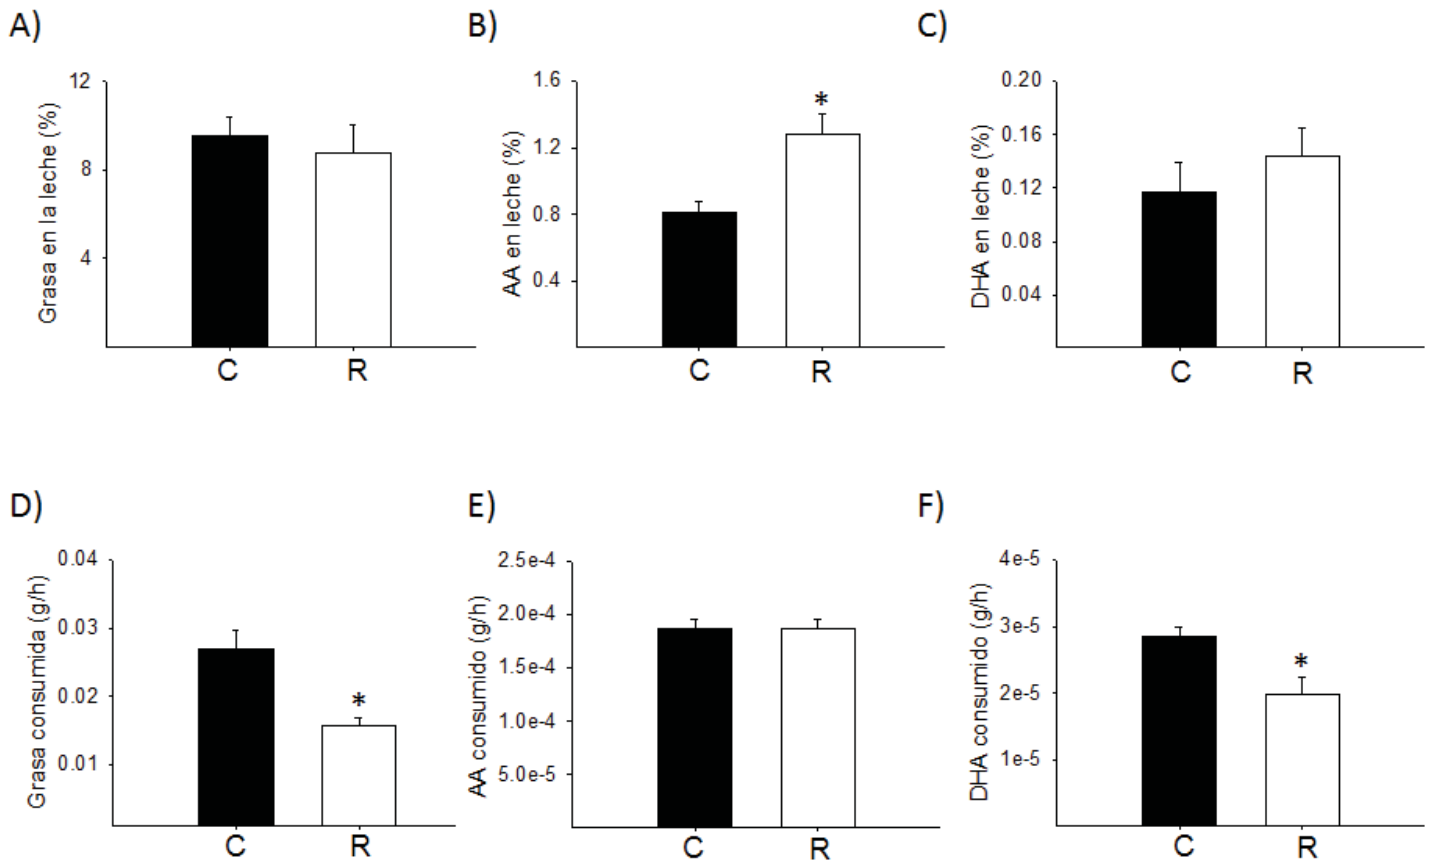 A)
Grasa en la leche (%)
12
8
4
C R
B)
AA en leche (%)
1.6
1.2
0.8
0.4
*
C R
C)
DHA en leche (%)
0.20
0.16
0.12
0.08
0.04
C R
D)
Grasa consumida (g/h)
0.04
0.03
0.02
0.01
*
C R
E)
AA consumido (g/h)
2.5e-4
2.0e-4
1.5e-4
1.0e-4
5.0e-5
C R
F)
DHA consumido (g/h)
4e-5
3e-5
2e-5
1e-5
*
C R